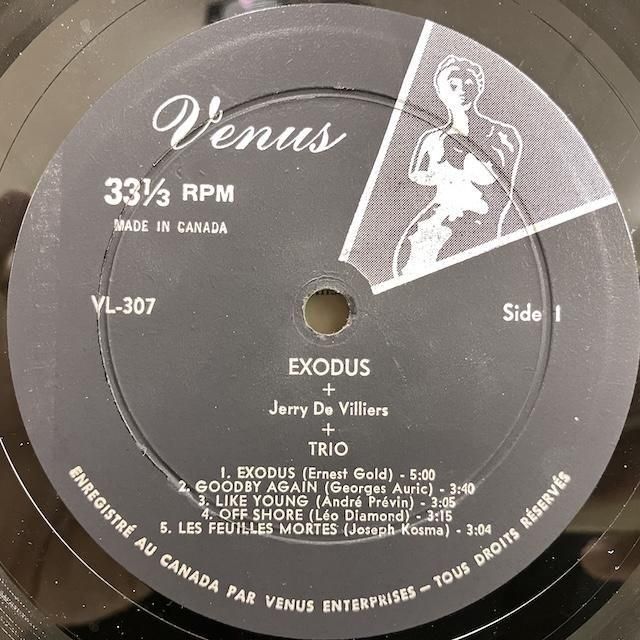 Venus
33⅓ RPM
MADE IN CANADA
VL-307
Side 1
EXODUS
+
Jerry De Villiers
+
TRIO
1. EXODUS (Ernest Gold) - 5:00
2. GOODBY AGAIN (Georges Auric) - 3:40
3. LIKE YOUNG (André Prévin) - 3:05
4. OFF SHORE (Léo Diamond) - 3:15
5. LES FEUILLES MORTES (Joseph Kosma) - 3:04
ENREGISTRÉ AU CANADA PAR VENUS ENTERPRISES — TOUS DROITS RÉSERVÉS